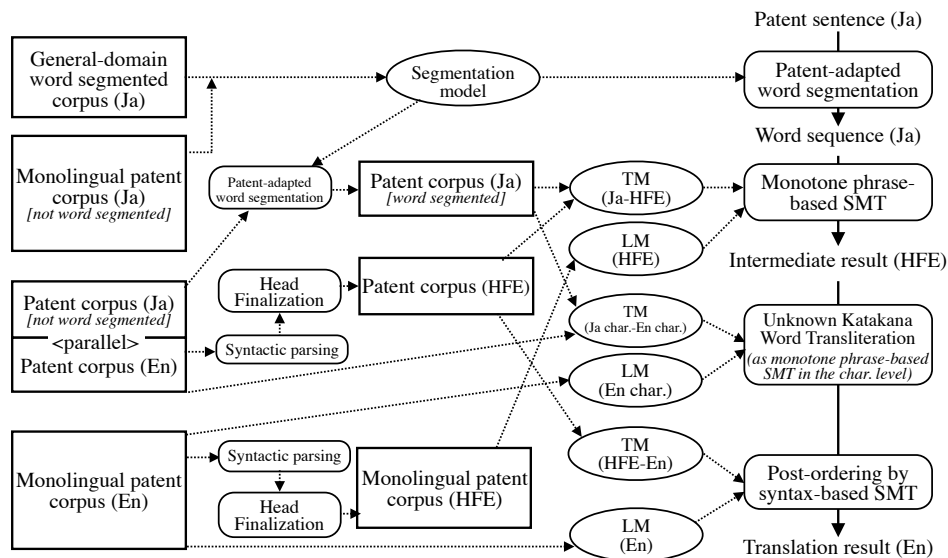 Patent sentence (Ja)
General-domain
word segmented
corpus (Ja)
Segmentation
model
Patent-adapted
word segmentation
Word sequence (Ja)
Monolingual patent
corpus (Ja)
[not word segmented]
Patent-adapted
word segmentation
Patent corpus (Ja)
[word segmented]
TM
(Ja-HFE)
Monotone phrase-
based SMT
LM
(HFE)
Intermediate result (HFE)
Patent corpus (Ja)
[not word segmented]
<parallel>
Patent corpus (En)
Head
Finalization
Syntactic parsing
Patent corpus (HFE)
TM
(Ja char.-En char.)
Unknown Katakana
Word Transliteration
(as monotone phrase-based
SMT in the char. level)
LM
(En char.)
Monolingual patent
corpus (En)
Syntactic parsing
Head
Finalization
Monolingual patent
corpus (HFE)
TM
(HFE-En)
Post-ordering by
syntax-based SMT
LM
(En)
Translation result (En)